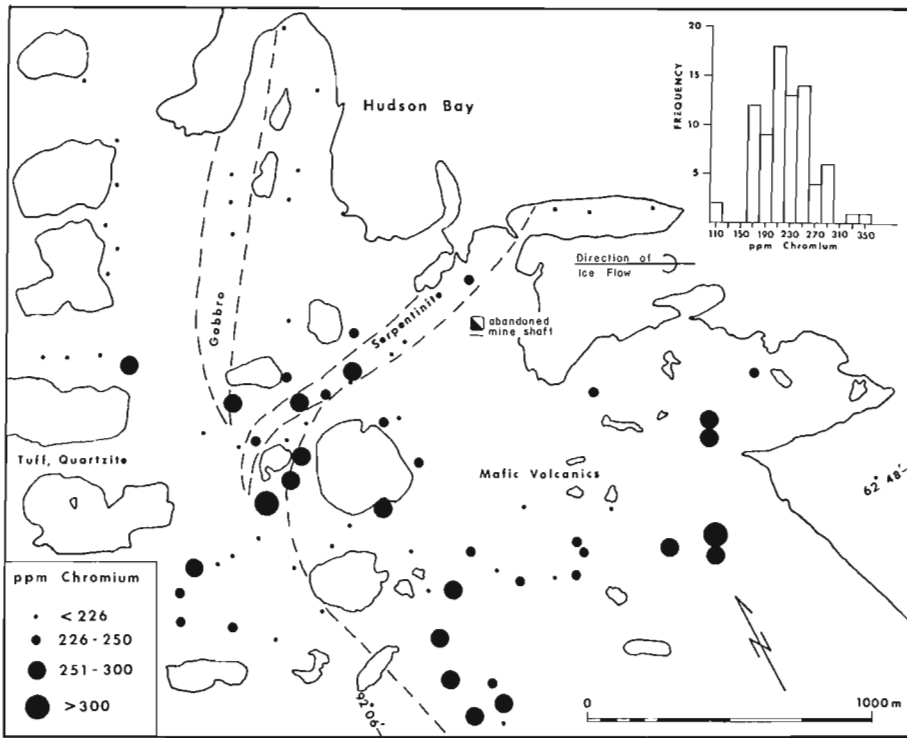 Hudson Bay
FREQUENCY
20
15
10
5
110 150 190 230 270 310 350
ppm Chromium
Direction of
Ice Flow
Gabbro
Serpentinite
abandoned
mine shaft
Tuff, Quartzite
Mafic Volcanics
62° 48'
ppm Chromium
< 226
226-250
251-300
>300
92°06'
0 1000 m